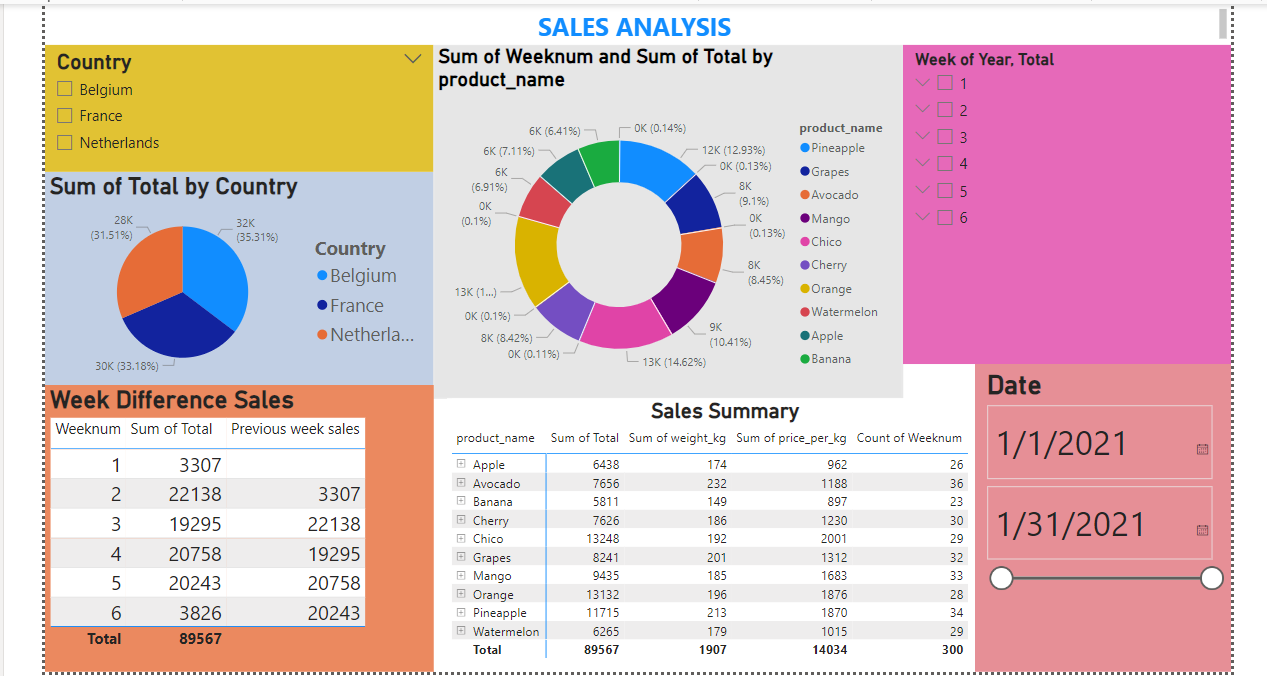 SALES ANALYSIS
Country
Belgium
France
Netherlands
Sum of Total by Country
28K
(31.51%)
32K
(35.31%)
30K (33.18%)
Country
Belgium
France
Netherla...
Week Difference Sales
Weeknum Sum of Total Previous week sales
1 3307
2 22138 3307
3 19295 22138
4 20758 19295
5 20243 20758
6 3826 20243
Total 89567
Sum of Weeknum and Sum of Total by
product_name
6K (6.41%)
0K (0.14%)
6K (7.11%)
12K (12.93%)
0K (0.13%)
6K
(6.91%)
8K
(9.1%)
0K
(0.1%)
0K
(0.13%)
8K
(8.45%)
13K (1...)
0K (0.1%)
9K
(10.41%)
8K (8.42%)
0K (0.11%)
13K (14.62%)
product_name
Pineapple
Grapes
Avocado
Mango
Chico
Cherry
Orange
Watermelon
Apple
Banana
Sales Summary
product_name Sum of Total Sum of weight_kg Sum of price_per_kg Count of Weeknum
Apple 6438 174 962 26
Avocado 7656 232 1188 36
Banana 5811 149 897 23
Cherry 7626 186 1230 30
Chico 13248 192 2001 29
Grapes 8241 201 1312 32
Mango 9435 185 1683 33
Orange 13132 196 1876 28
Pineapple 11715 213 1870 34
Watermelon 6265 179 1015 29
Total 89567 1907 14034 300
Week of Year, Total
1
2
3
4
5
6
Date
1/1/2021
1/31/2021